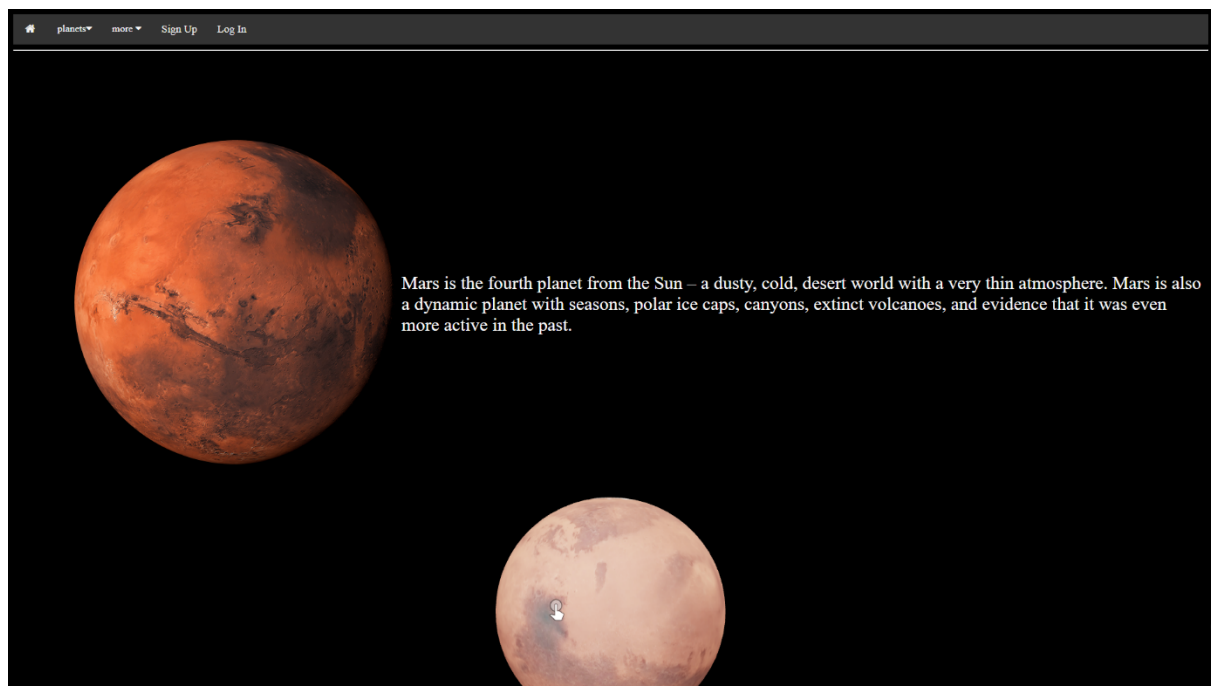 planets more Sign Up Log In
Mars is the fourth planet from the Sun – a dusty, cold, desert world with a very thin atmosphere. Mars is also
a dynamic planet with seasons, polar ice caps, canyons, extinct volcanoes, and evidence that it was even
more active in the past.